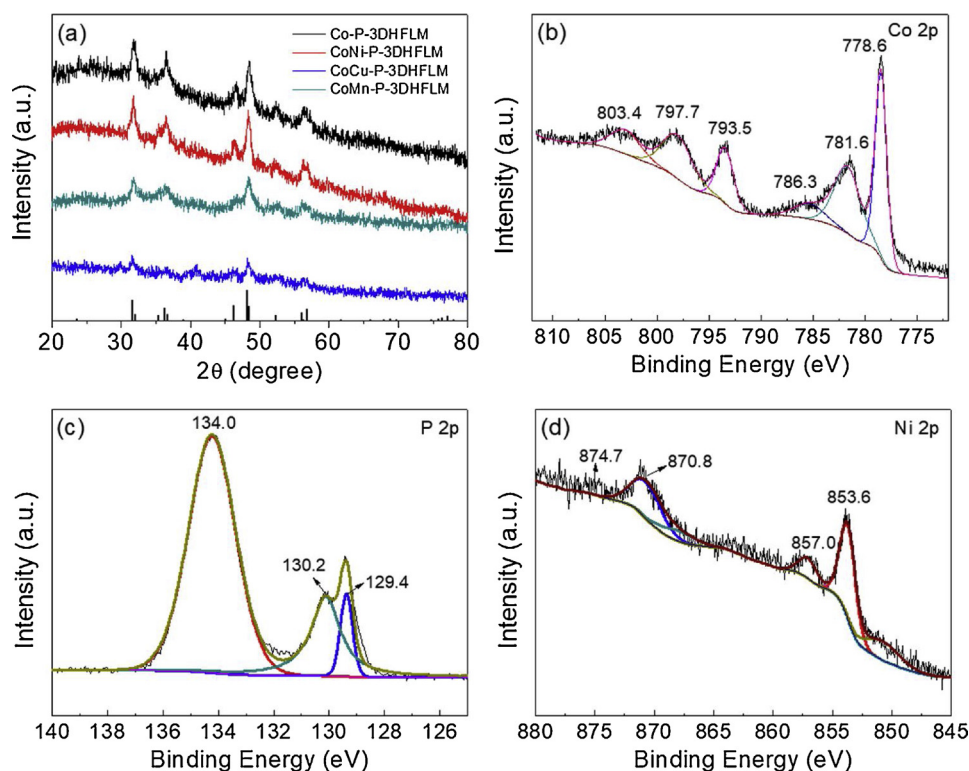 (a)
Co-P-3DHFLM
CoNi-P-3DHFLM
CoCu-P-3DHFLM
CoMn-P-3DHFLM
Intensity (a.u.)
20 30 40 50 60 70 80
2θ (degree)
(b)
Co 2p
778.6
803.4
797.7
793.5
781.6
786.3
Intensity (a.u.)
810 805 800 795 790 785 780 775
Binding Energy (eV)
(c)
P 2p
134.0
130.2
129.4
Intensity (a.u.)
140 138 136 134 132 130 128 126
Binding Energy (eV)
(d)
Ni 2p
874.7
870.8
853.6
857.0
Intensity (a.u.)
880 875 870 865 860 855 850 845
Binding Energy (eV)